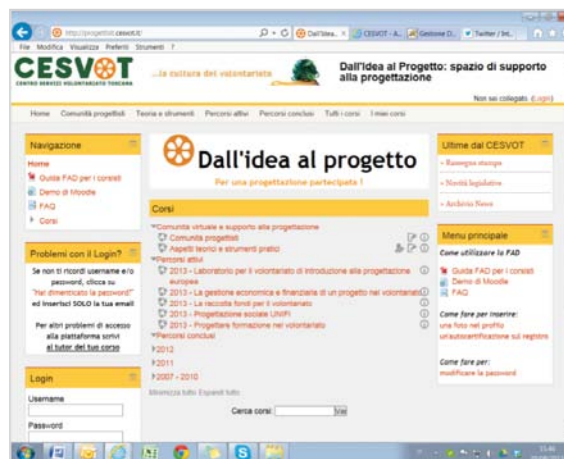 http://progettisti.cesvot.it/
Dall'Idea...
CESVOT - A...
Gestione D...
Twitter / Int...
File Modifica Visualizza Preferiti Strumenti ?
CESVOT
CENTRO SERVIZI VOLONTARIATO TOSCANA
...la cultura del volontariato
Dall'Idea al Progetto: spazio di supporto
alla progettazione
Non sei collegato. (Login)
Home Comunità progettisti Teoria e strumenti Percorsi attivi Percorsi conclusi Tutti i corsi I miei corsi
Navigazione
Home
Guida FAD per i corsisti
Demo di Moodle
FAQ
Corsi
Problemi con il Login?
Se non ti ricordi username e/o
password, clicca su
"Hai dimenticato la password?"
ed inserisci SOLO la tua email
Per altri problemi di accesso
alla piattaforma scrivi
al tutor del tuo corso
Login
Username
Password
Dall'idea al progetto
Per una progettazione partecipata !
Corsi
Comunità virtuale e supporto alla progettazione
Comunità progettisti
Aspetti teorici e strumenti pratici
Percorsi attivi
2013 - Laboratorio per il volontariato di introduzione alla progettazione
europea
2013 - La gestione economica e finanziaria di un progetto nel volontariato
2013 - La raccolta fondi per il volontariato
2013 - Progettazione sociale UNIFI
2013 - Progettare formazione nel volontariato
Percorsi conclusi
2012
2011
2007 - 2010
Minimizza tutto Espandi tutto
Cerca corsi: Vai
Ultime dal CESVOT
» Rassegna stampa
» Novità legislative
» Archivio News
Menu principale
Come utilizzare la FAD
Guida FAD per i corsisti
Demo di Moodle
FAQ
Come fare per inserire:
una foto nel profilo
un'autocertificazione sul registro
Come fare per:
modificare la password
11.40